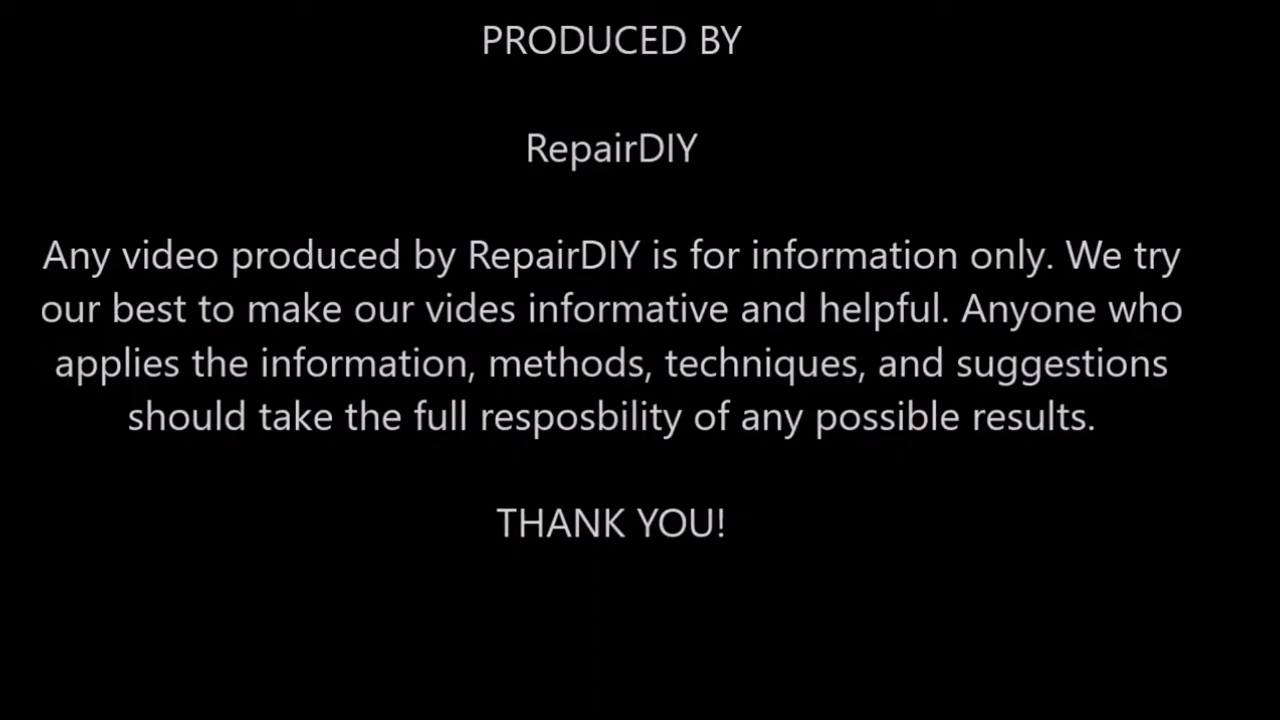 PRODUCED BY
RepairDIY
Any video produced by RepairDIY is for information only. We try
our best to make our vides informative and helpful. Anyone who
applies the information, methods, techniques, and suggestions
should take the full resposbility of any possible results.
THANK YOU!